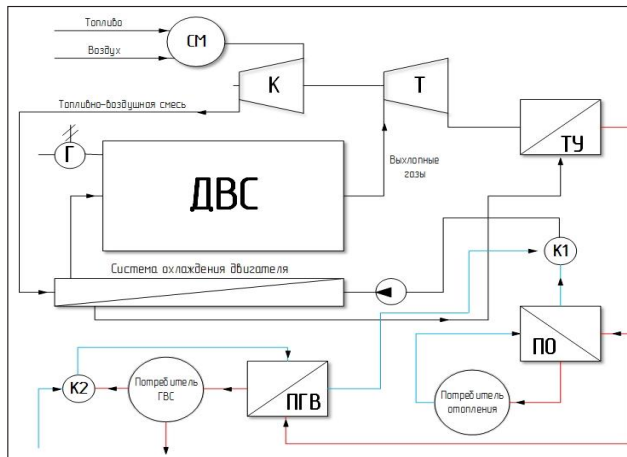 Топливо
СМ
Воздух
К
Т
Топливно-воздушная смесь
ТУ
Г
ДВС
Выхлопные
газы
К1
Система охлаждения двигателя
ПО
К2
Потребитель
ГВС
ПГВ
Потребитель
отопления